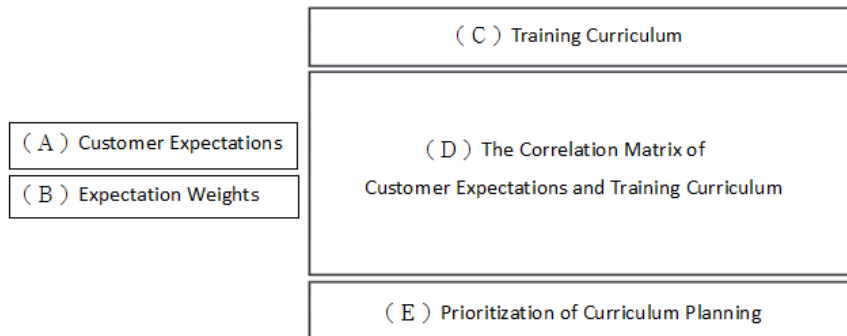 （C）Training Curriculum
（A）Customer Expectations
（B）Expectation Weights
（D）The Correlation Matrix of
Customer Expectations and Training Curriculum
（E）Prioritization of Curriculum Planning